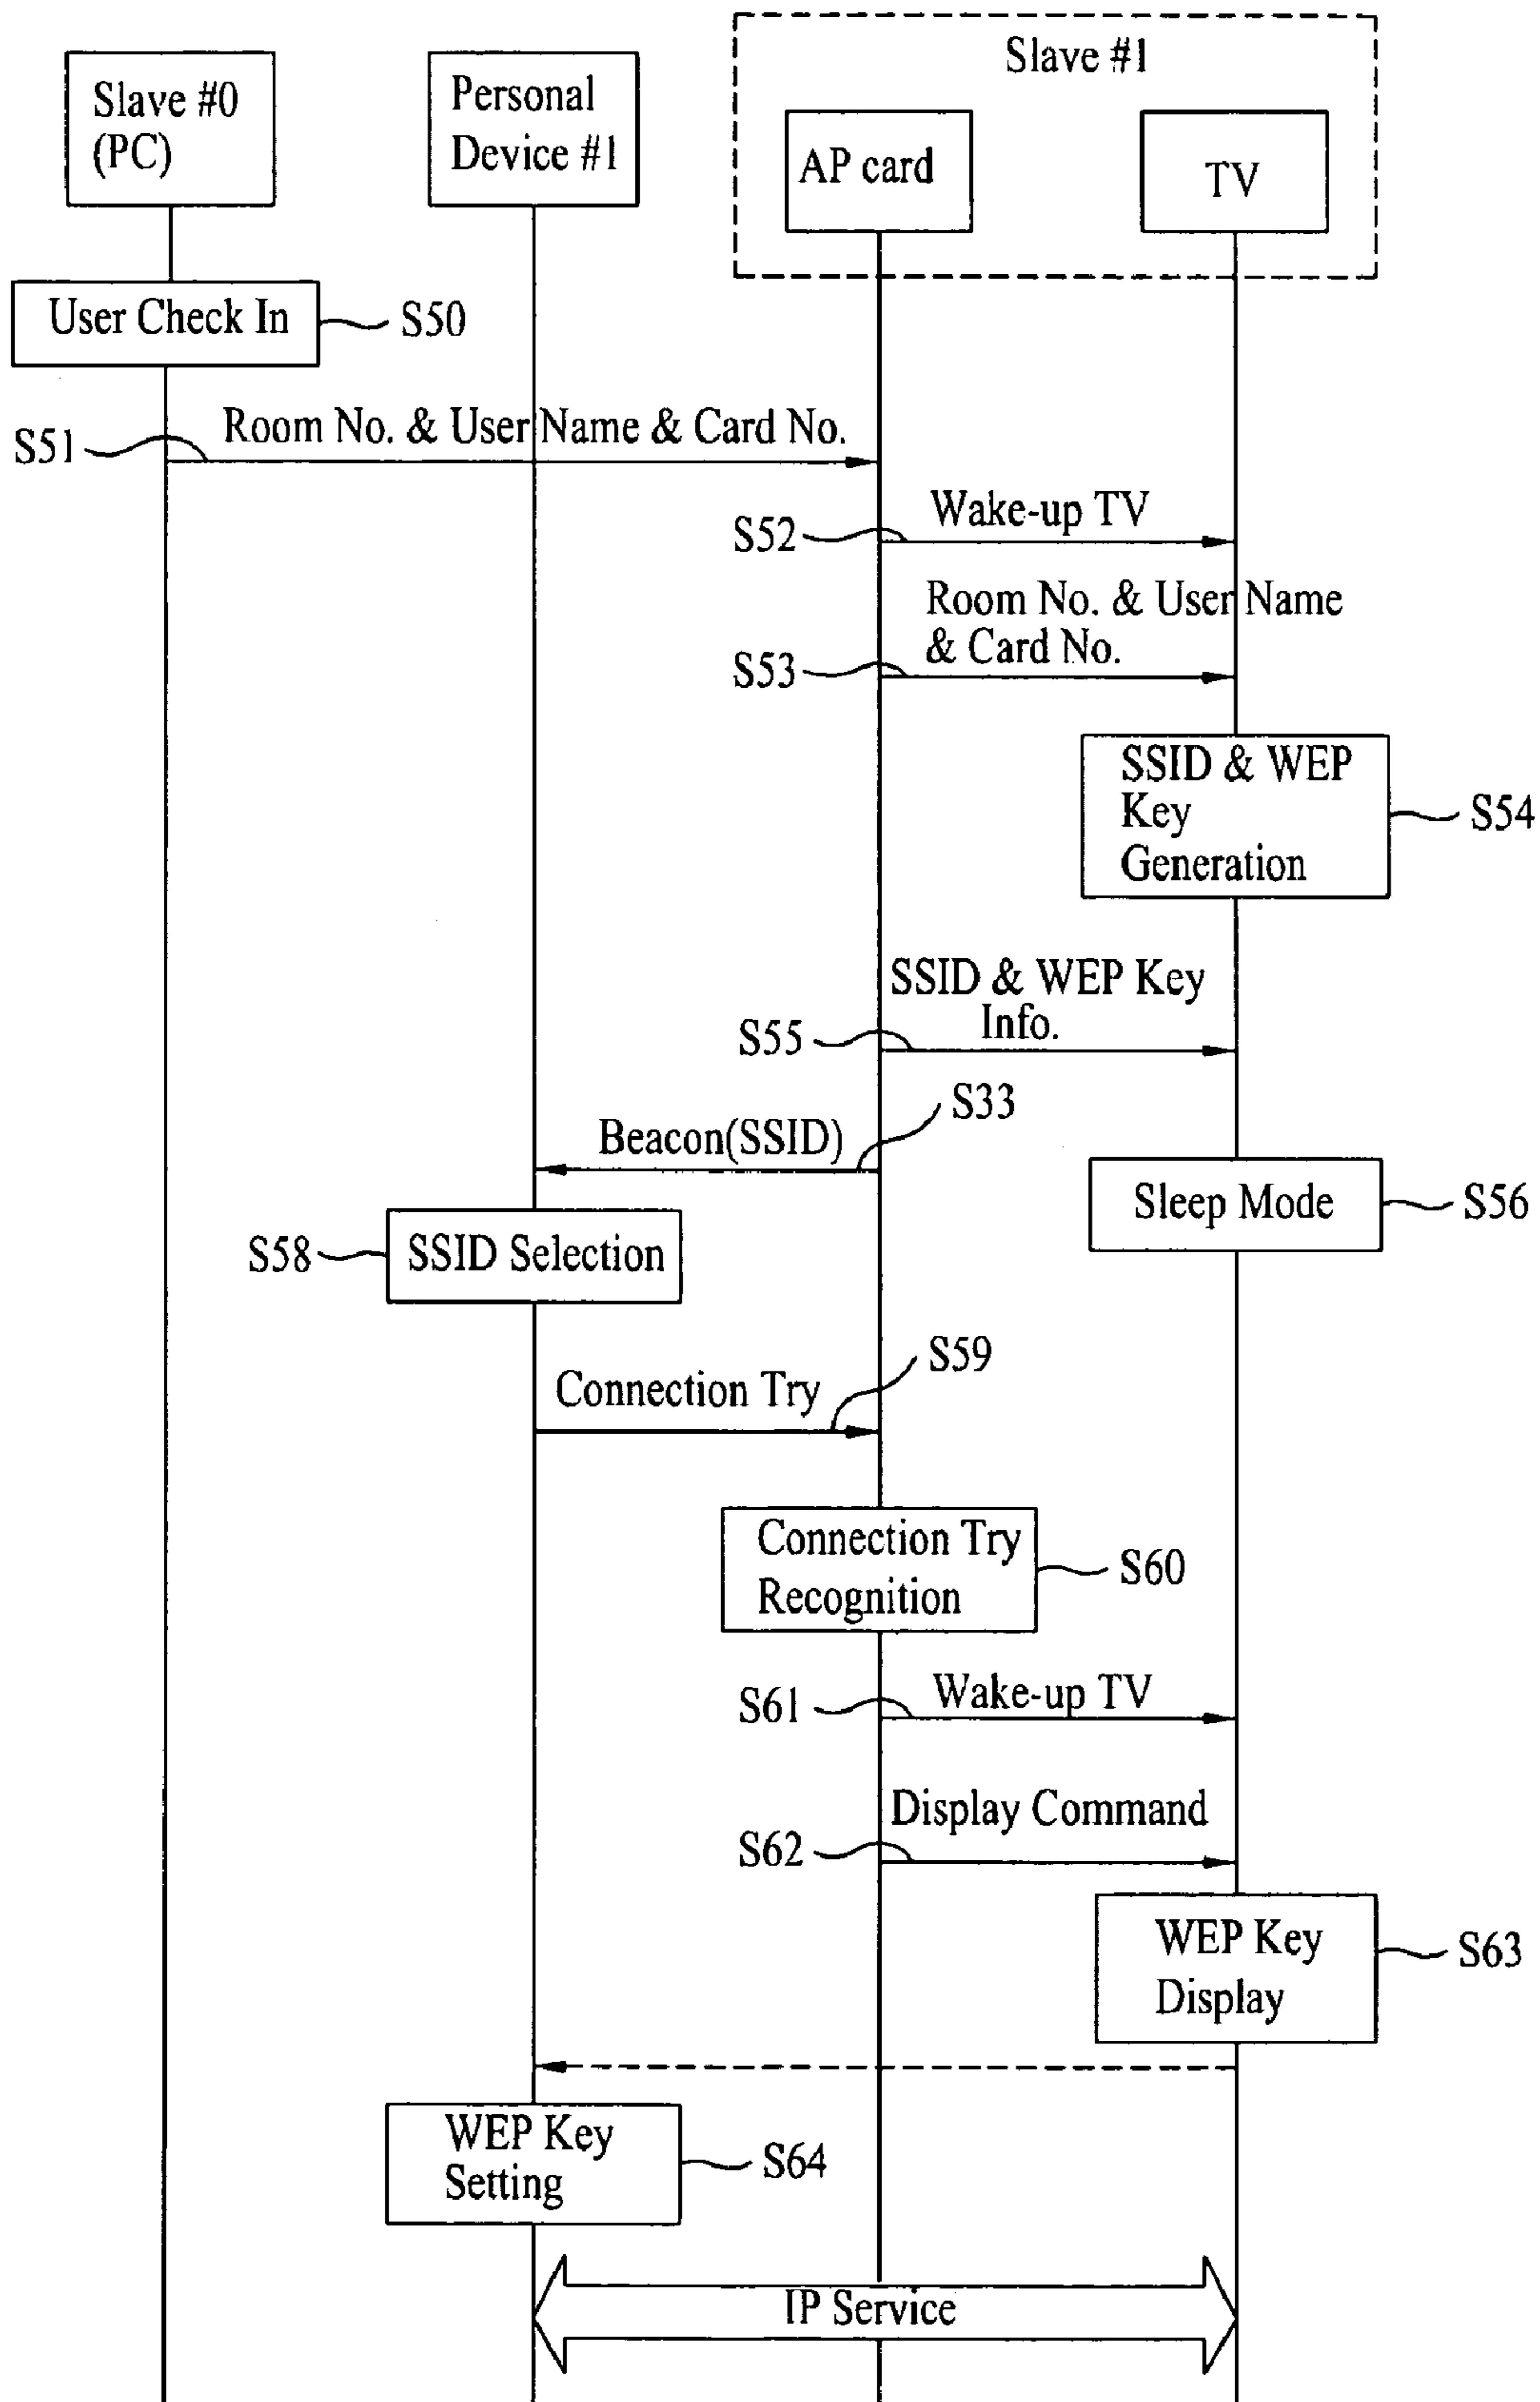 Slave #1
Slave #0
(PC)
Personal
Device #1
AP card
TV
User Check In
S50
Room No. & User Name & Card No.
S51
Wake-up TV
S52
Room No. & User Name
& Card No.
S53
SSID & WEP
Key
Generation
S54
SSID & WEP Key
Info.
S55
S33
Beacon(SSID)
Sleep Mode
S56
S58
SSID Selection
S59
Connection Try
Connection Try
Recognition
S60
Wake-up TV
S61
Display Command
S62
WEP Key
Display
S63
WEP Key
Setting
S64
IP Service